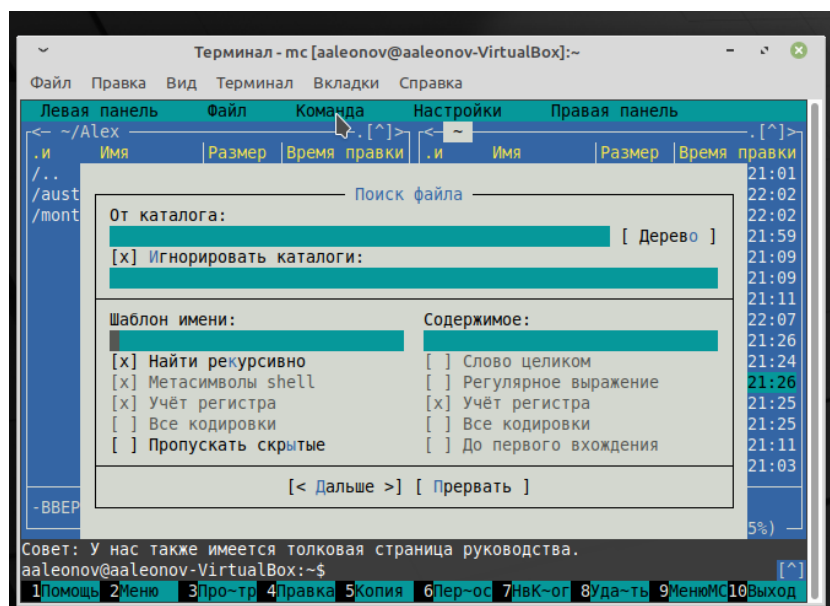 Терминал - mc [aaleonov@aaleonov-VirtualBox]:~
Файл Правка Вид Терминал Вкладки Справка
Левая панель Файл Команда Настройки Правая панель
<- ~/Alex .[^]> <- ~ .[^]>
.и Имя Размер Время правки .и Имя Размер Время правки
/.. 21:01
/aust Поиск файла 22:02
/mont От каталога: 22:02
[ Дерево ] 21:59
[x] Игнорировать каталоги: 21:09
21:09
21:11
Шаблон имени: Содержимое: 22:07
21:26
[x] Найти рекурсивно [ ] Слово целиком 21:24
[x] Метасимволы shell [ ] Регулярное выражение 21:26
[x] Учёт регистра [x] Учёт регистра 21:25
[ ] Все кодировки [ ] Все кодировки 21:25
[ ] Пропускать скрытые [ ] До первого вхождения 21:11
21:03
[< Дальше >] [ Прервать ]
-ВВЕР
5%)
Совет: У нас также имеется толковая страница руководства.
aaleonov@aaleonov-VirtualBox:~$ [^]
1Помощь 2Меню 3Про~тр 4Правка 5Копия 6Пер~ос 7НвК~ог 8Уда~ть 9МенюМС 10Выход